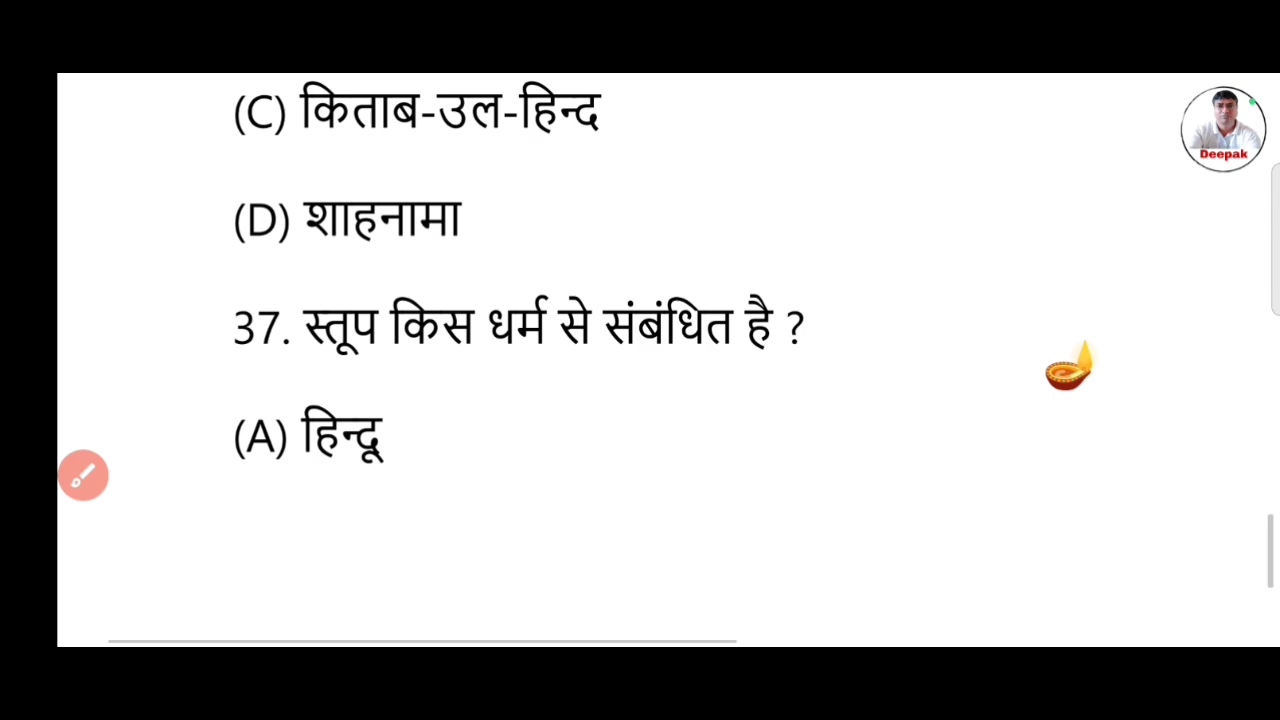 (C) किताब-उल-हिन्द
Deepak
(D) शाहनामा
37. स्तूप किस धर्म से संबंधित है ?
(A) हिन्दू